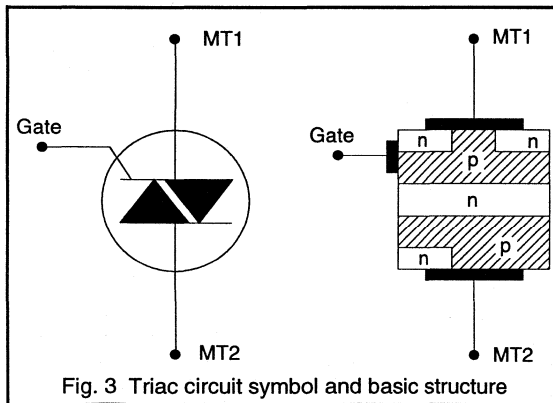 MT1
Gate
MT2
MT1
Gate
n
n
p
n
p
n
MT2
Fig. 3 Triac circuit symbol and basic structure